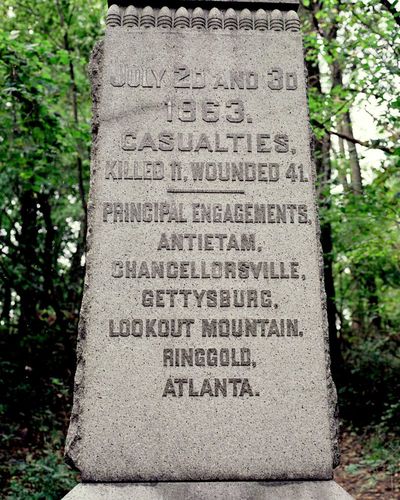 JULY 2D AND 3D
1863.
CASUALTIES,
KILLED 11, WOUNDED 41.
PRINCIPAL ENGAGEMENTS,
ANTIETAM,
CHANCELLORSVILLE,
GETTYSBURG,
LOOKOUT MOUNTAIN.
RINGGOLD,
ATLANTA.